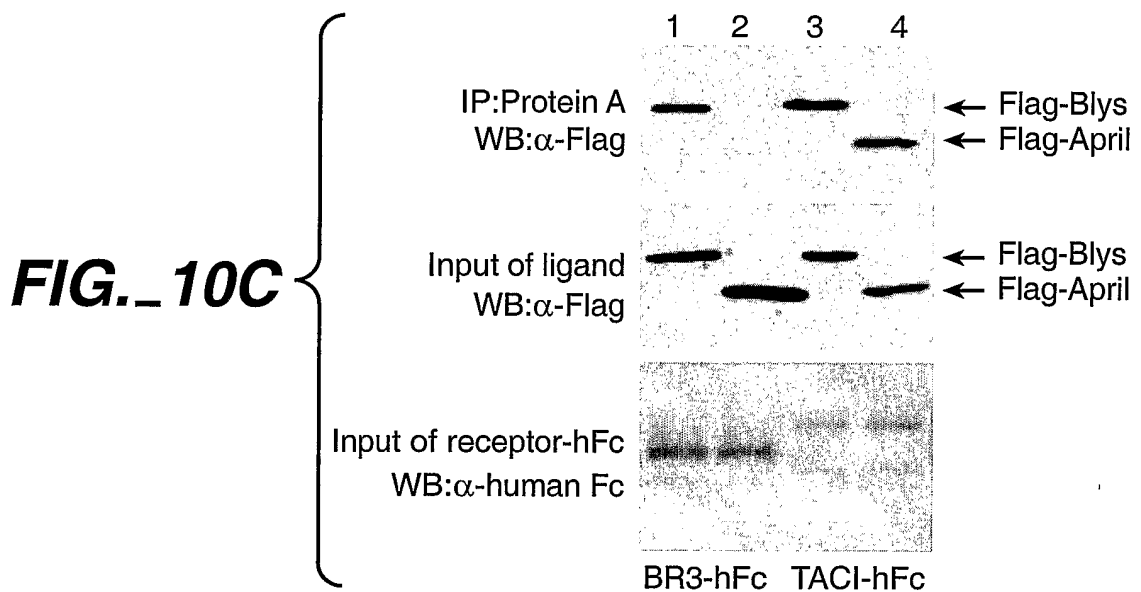 1 2 3 4
IP:Protein A
WB:α-Flag
Flag-Blys
Flag-April
FIG._10C
Input of ligand
WB:α-Flag
Flag-Blys
Flag-April
Input of receptor-hFc
WB:α-human Fc
BR3-hFc TACI-hFc